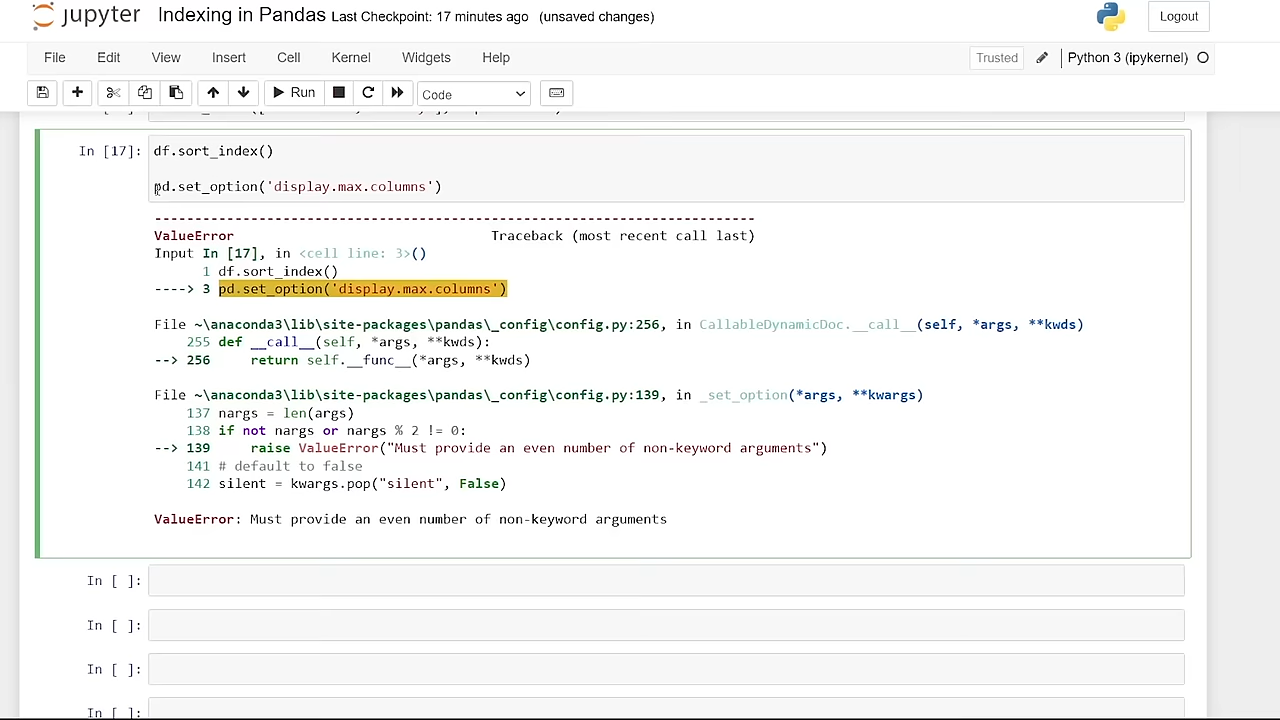 jupyter Indexing in Pandas Last Checkpoint: 17 minutes ago (unsaved changes) Logout
File Edit View Insert Cell Kernel Widgets Help Trusted Python 3 (ipykernel)
Run Code
In [17]: df.sort_index()
pd.set_option('display.max.columns')
---------------------------------------------------------------------------
ValueError Traceback (most recent call last)
Input In [17], in <cell line: 3>()
1 df.sort_index()
----> 3 pd.set_option('display.max.columns')
File ~\anaconda3\lib\site-packages\pandas\_config\config.py:256, in CallableDynamicDoc.__call__(self, *args, **kwds)
255 def __call__(self, *args, **kwds):
--> 256 return self.__func__(*args, **kwds)
File ~\anaconda3\lib\site-packages\pandas\_config\config.py:139, in _set_option(*args, **kwargs)
137 nargs = len(args)
138 if not nargs or nargs % 2 != 0:
--> 139 raise ValueError("Must provide an even number of non-keyword arguments")
141 # default to false
142 silent = kwargs.pop("silent", False)
ValueError: Must provide an even number of non-keyword arguments
In [ ]:
In [ ]:
In [ ]:
In [ ]: